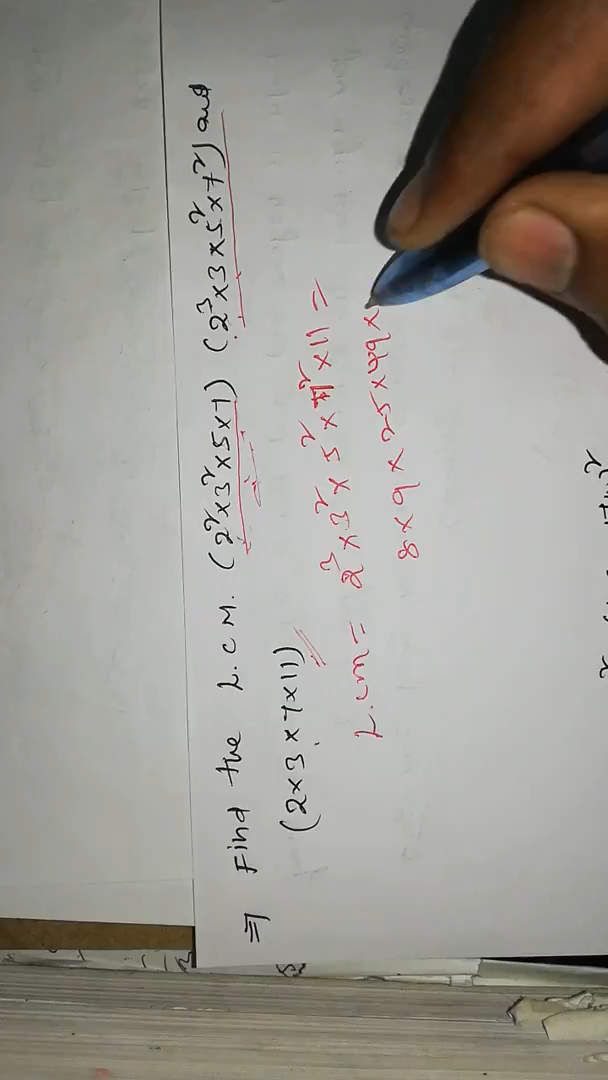 ⇒ Find the L.C.M. (2²×3²×5×7) (2³×3×5²×7²) and
(2×3×7×11)
L.cm = 2³×3²×5²×7²×11 =
8×9×25×49×